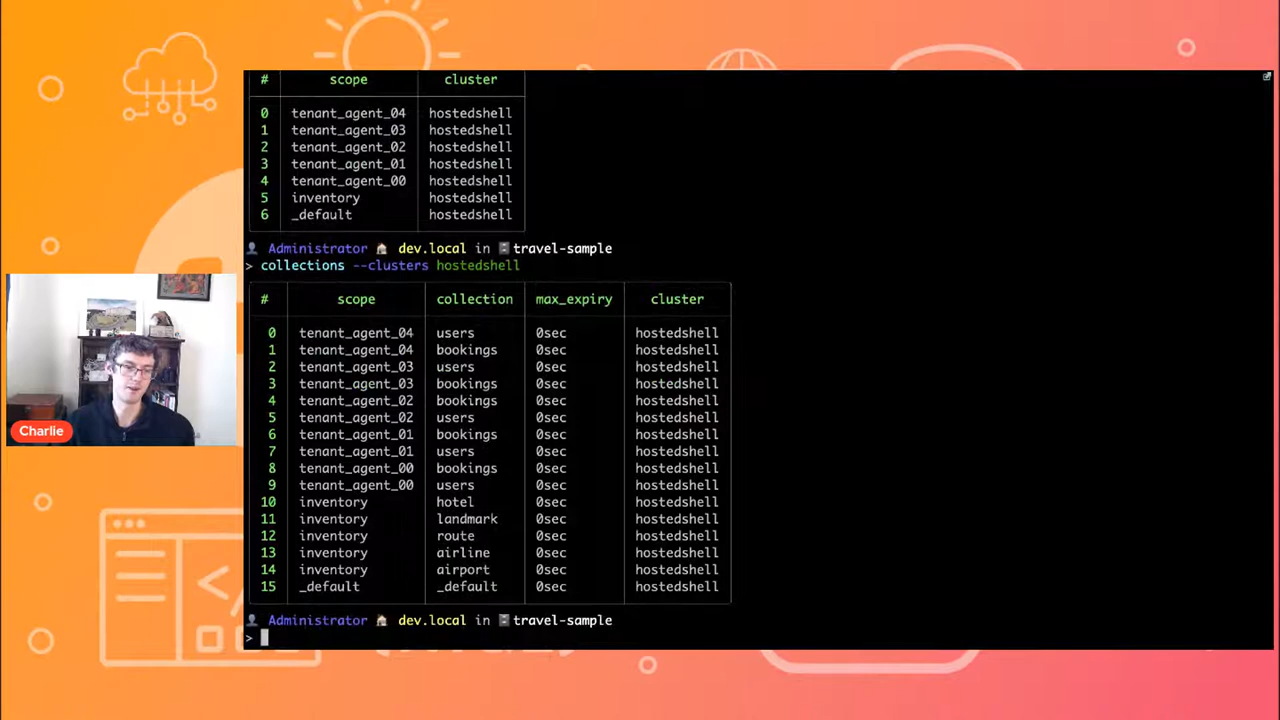 # scope cluster
0 tenant_agent_04 hostedshell
1 tenant_agent_03 hostedshell
2 tenant_agent_02 hostedshell
3 tenant_agent_01 hostedshell
4 tenant_agent_00 hostedshell
5 inventory hostedshell
6 _default hostedshell
Administrator dev.local in travel-sample
> collections --clusters hostedshell
# scope collection max_expiry cluster
0 tenant_agent_04 users 0sec hostedshell
1 tenant_agent_04 bookings 0sec hostedshell
2 tenant_agent_03 users 0sec hostedshell
3 tenant_agent_03 bookings 0sec hostedshell
4 tenant_agent_02 bookings 0sec hostedshell
5 tenant_agent_02 users 0sec hostedshell
6 tenant_agent_01 bookings 0sec hostedshell
7 tenant_agent_01 users 0sec hostedshell
8 tenant_agent_00 bookings 0sec hostedshell
9 tenant_agent_00 users 0sec hostedshell
10 inventory hotel 0sec hostedshell
11 inventory landmark 0sec hostedshell
12 inventory route 0sec hostedshell
13 inventory airline 0sec hostedshell
14 inventory airport 0sec hostedshell
15 _default _default 0sec hostedshell
Administrator dev.local in travel-sample
>
Charlie